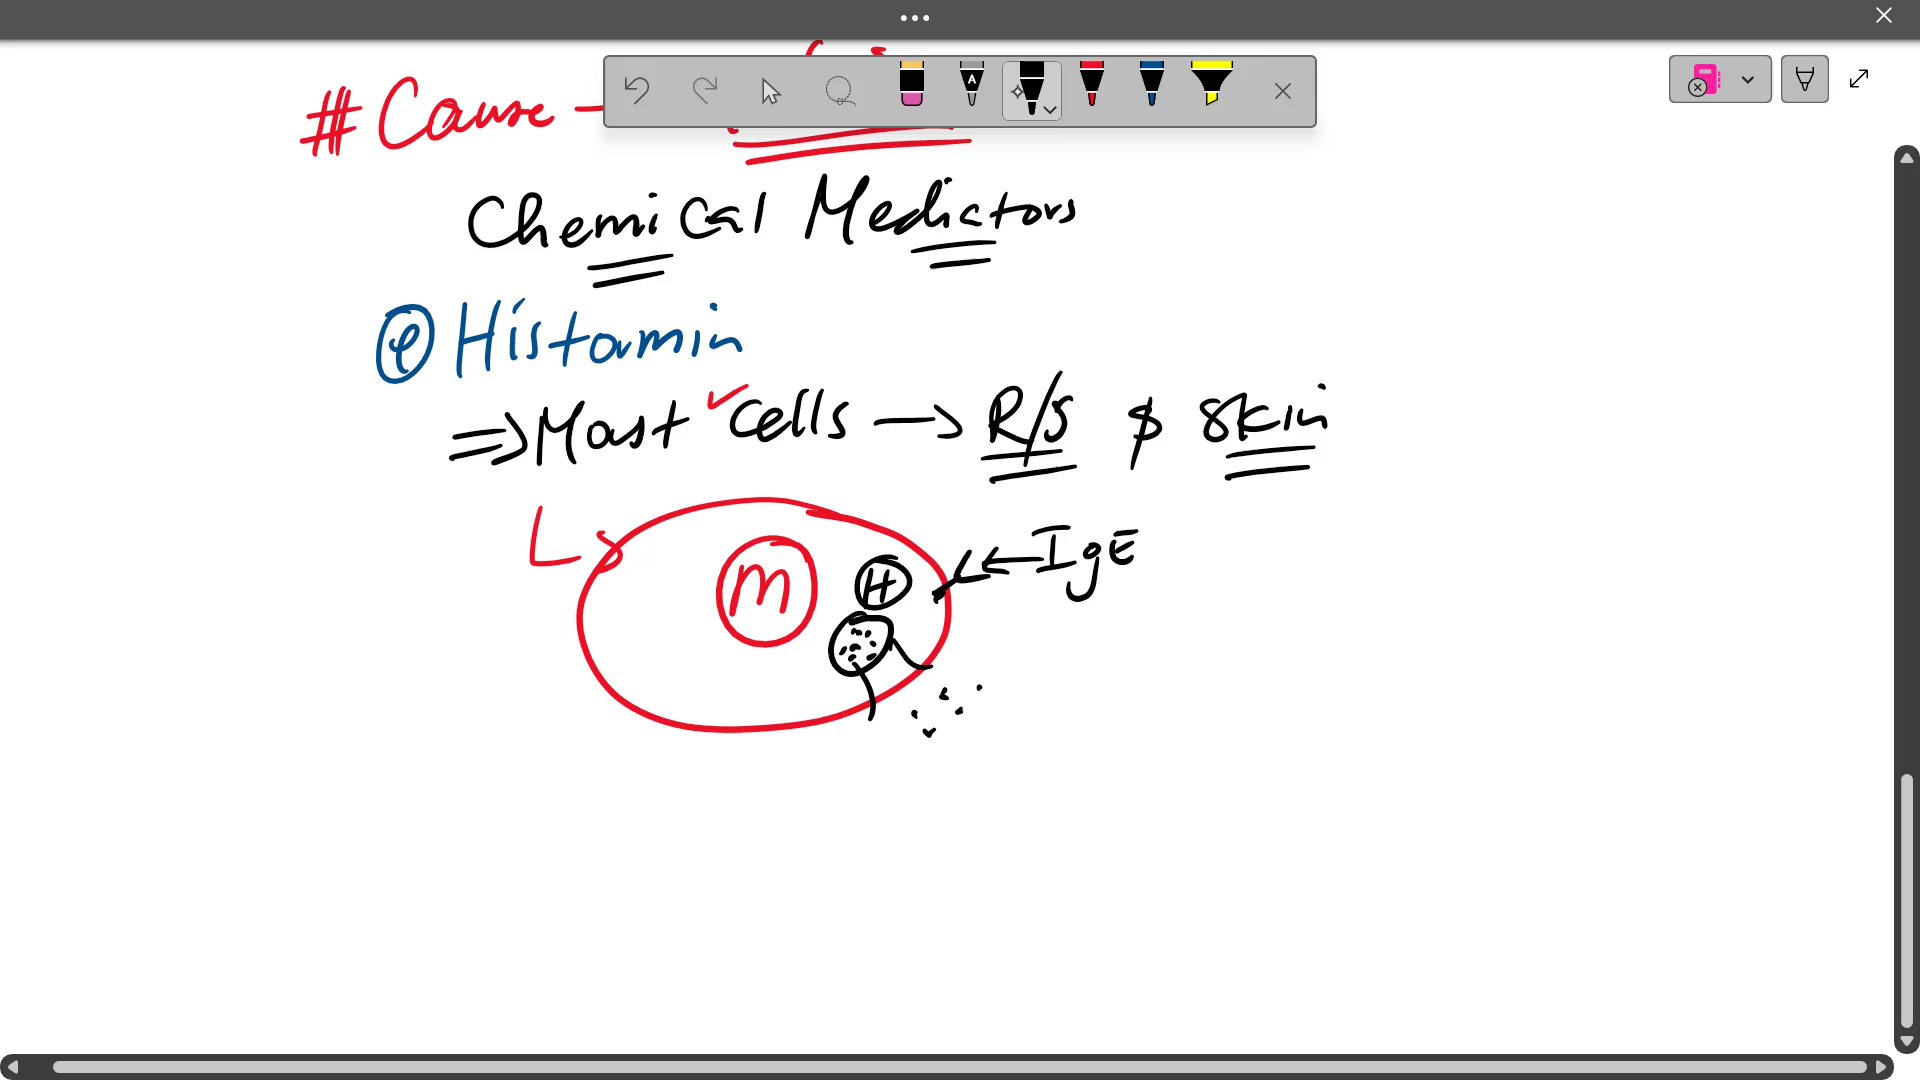 # Cause -
Chemical Mediators
Histamin
⇒ Mast cells → R/S & Skin
M
H
← IgE